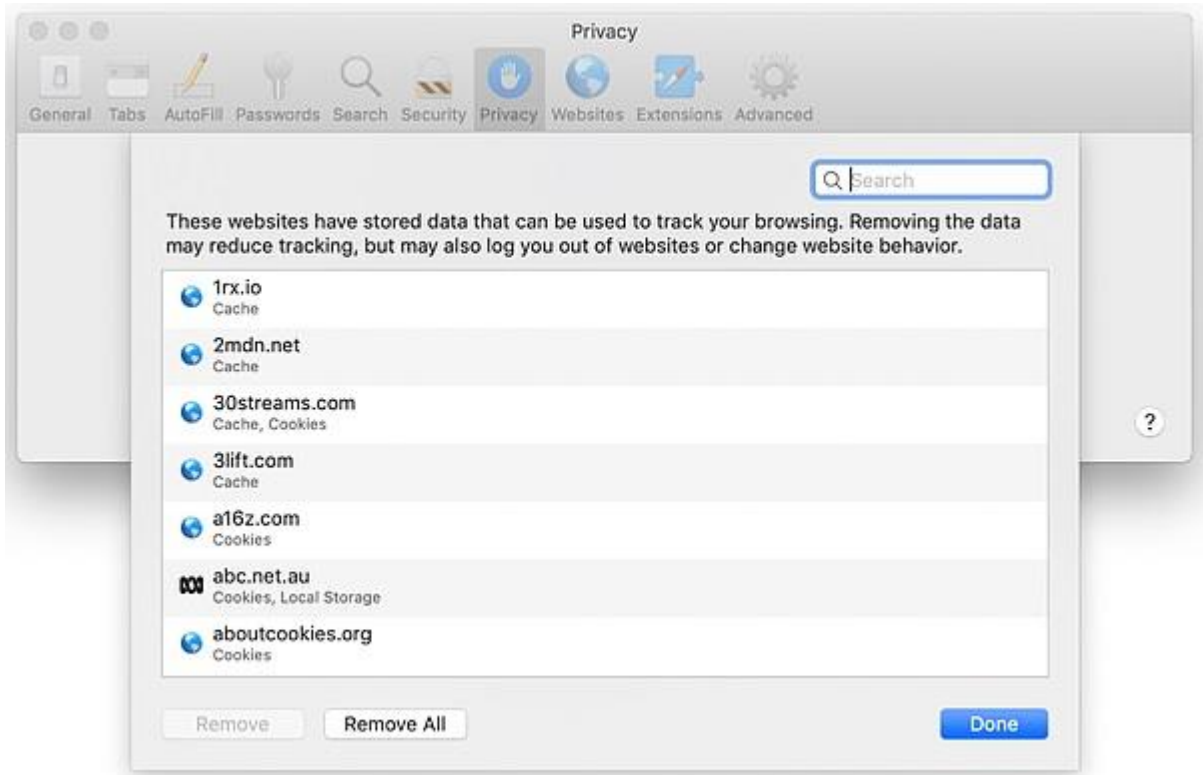 Privacy
General Tabs AutoFill Passwords Search Security Privacy Websites Extensions Advanced
Search
These websites have stored data that can be used to track your browsing. Removing the data
may reduce tracking, but may also log you out of websites or change website behavior.
1rx.io
Cache
2mdn.net
Cache
30streams.com
Cache, Cookies
?
3lift.com
Cache
a16z.com
Cookies
abc.net.au
Cookies, Local Storage
aboutcookies.org
Cookies
Remove Remove All Done